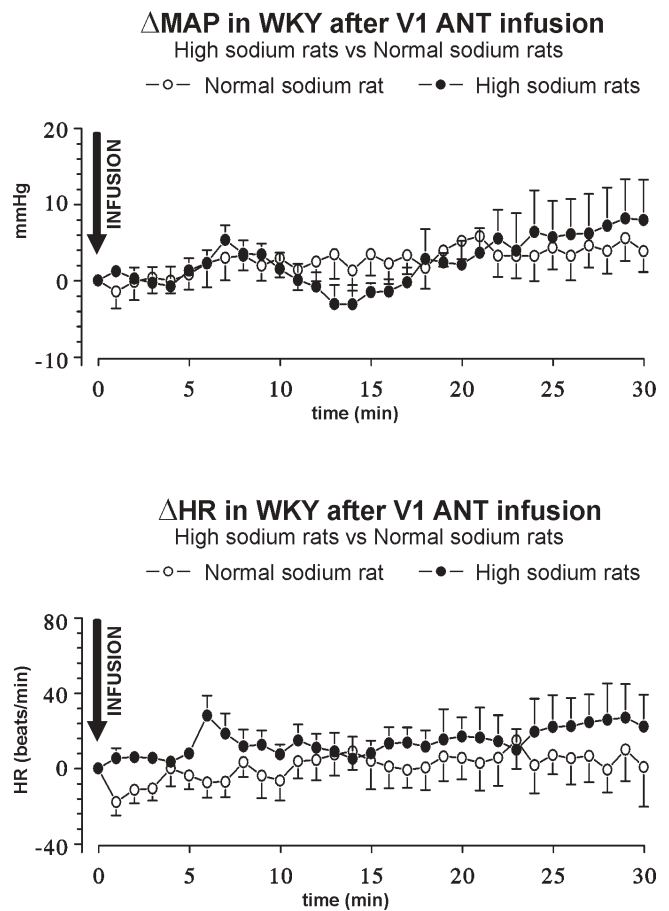 ΔMAP in WKY after V1 ANT infusion
High sodium rats vs Normal sodium rats
Normal sodium rat High sodium rats
20
10
0
-10
mmHg
INFUSION
0 5 10 15 20 25 30
time (min)
ΔHR in WKY after V1 ANT infusion
High sodium rats vs Normal sodium rats
Normal sodium rat High sodium rats
80
40
0
-40
HR (beats/min)
INFUSION
0 5 10 15 20 25 30
time (min)